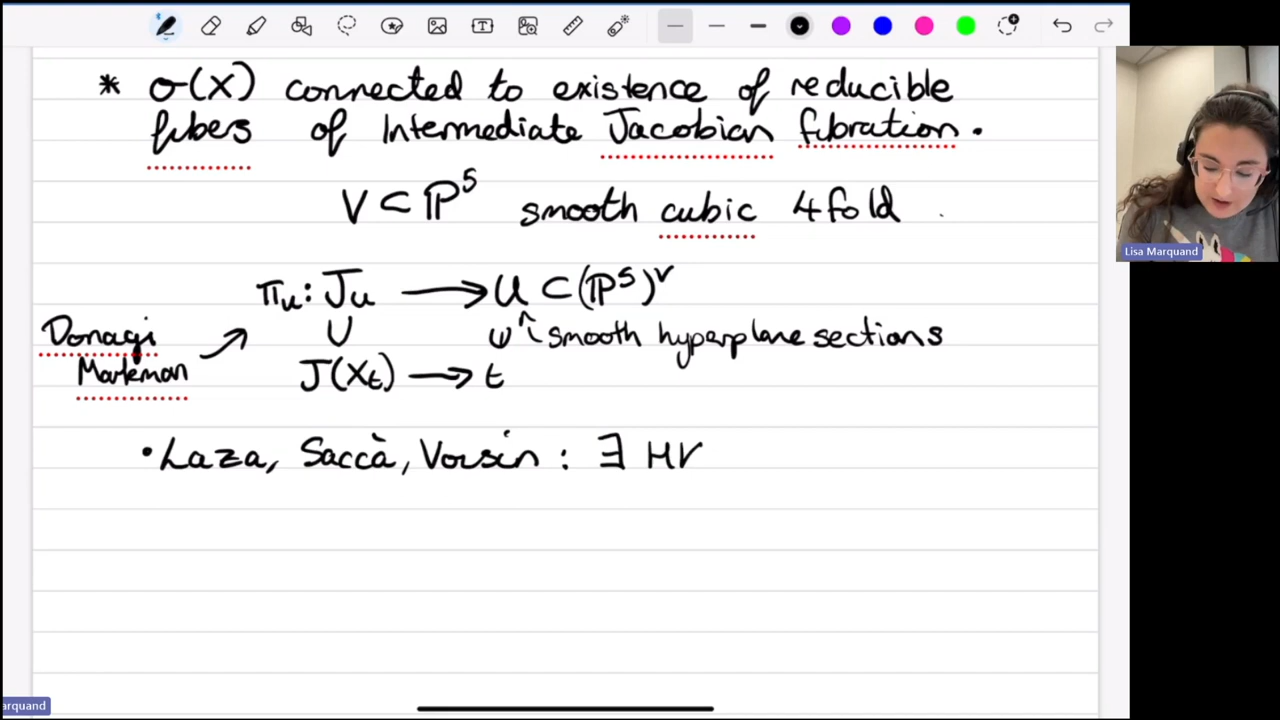 * σ(X) connected to existence of reducible
fibers of Intermediate Jacobian fibration.
V ⊂ ℙ⁵ smooth cubic 4fold
π_U : J_U → U ⊂ (ℙ⁵)^∨
Donagi
Markman
∪ ∪ smooth hyperplane sections
J(X_t) → t
• Laza, Saccà, Voisin : ∃ HK
Lisa Marquand
arquand